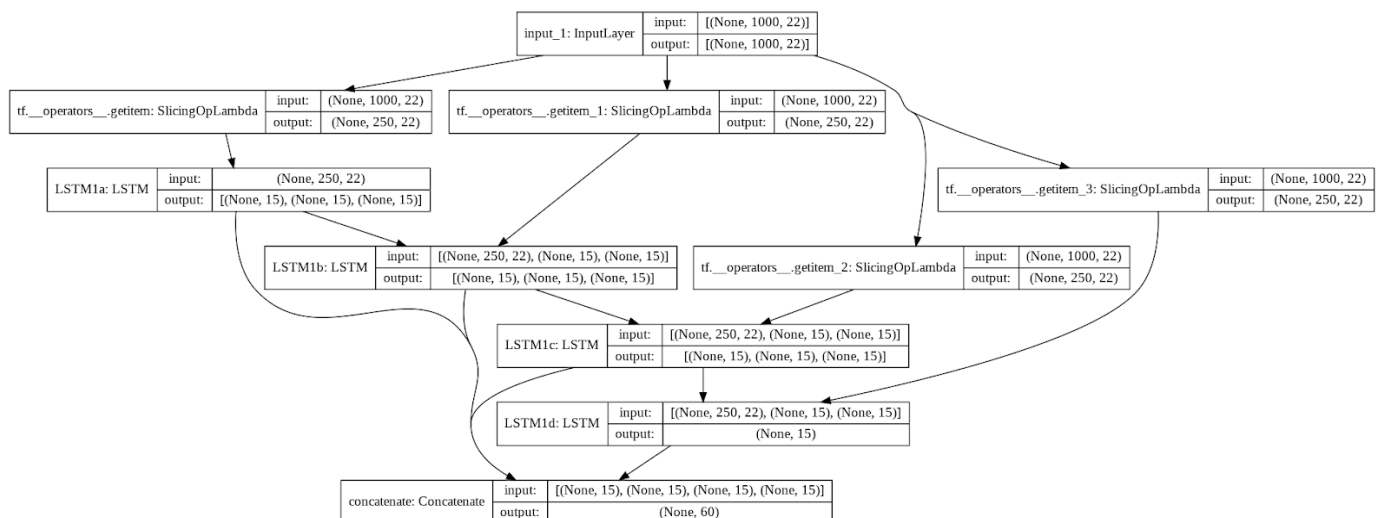 input_1: InputLayer
input: [(None, 1000, 22)]
output: [(None, 1000, 22)]
tf.__operators__.getitem: SlicingOpLambda
input: (None, 1000, 22)
output: (None, 250, 22)
tf.__operators__.getitem_1: SlicingOpLambda
input: (None, 1000, 22)
output: (None, 250, 22)
LSTM1a: LSTM
input: (None, 250, 22)
output: [(None, 15), (None, 15), (None, 15)]
tf.__operators__.getitem_3: SlicingOpLambda
input: (None, 1000, 22)
output: (None, 250, 22)
LSTM1b: LSTM
input: [(None, 250, 22), (None, 15), (None, 15)]
output: [(None, 15), (None, 15), (None, 15)]
tf.__operators__.getitem_2: SlicingOpLambda
input: (None, 1000, 22)
output: (None, 250, 22)
LSTM1c: LSTM
input: [(None, 250, 22), (None, 15), (None, 15)]
output: [(None, 15), (None, 15), (None, 15)]
LSTM1d: LSTM
input: [(None, 250, 22), (None, 15), (None, 15)]
output: (None, 15)
concatenate: Concatenate
input: [(None, 15), (None, 15), (None, 15), (None, 15)]
output: (None, 60)